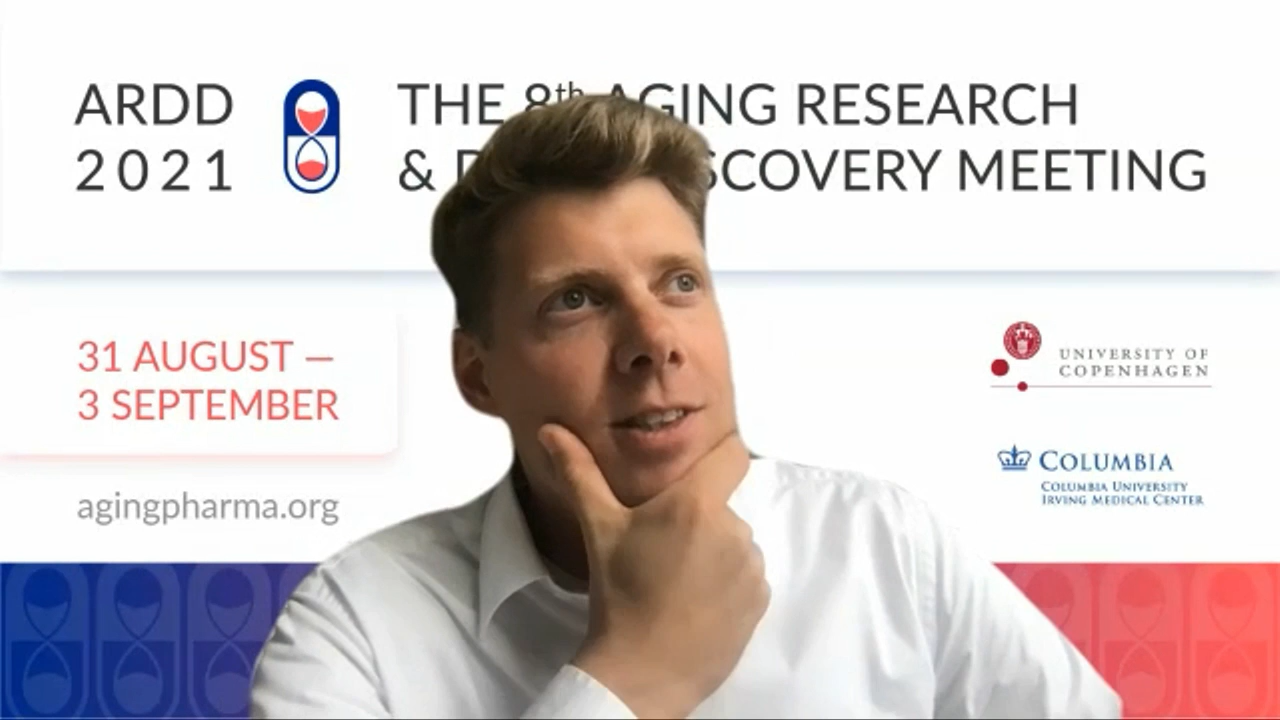 ARDD
2021
THE 8th AGING RESEARCH
& DISCOVERY MEETING
31 AUGUST —
3 SEPTEMBER
agingpharma.org
UNIVERSITY OF
COPENHAGEN
COLUMBIA
COLUMBIA UNIVERSITY
IRVING MEDICAL CENTER